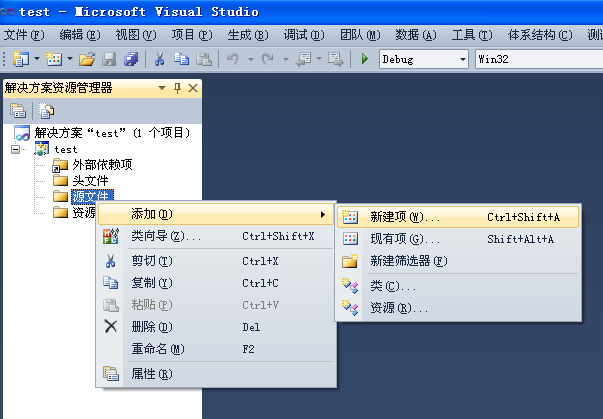 test - Microsoft Visual Studio
文件(F) 编辑(E) 视图(V) 项目(P) 生成(B) 调试(D) 团队(M) 数据(A) 工具(T) 体系结构(C) 测试
Debug Win32
解决方案资源管理器
解决方案“test”(1 个项目)
test
外部依赖项
头文件
源文件
资源
添加(D)
类向导(Z)... Ctrl+Shift+X
剪切(T) Ctrl+X
复制(Y) Ctrl+C
粘贴(P) Ctrl+V
删除(D) Del
重命名(M) F2
属性(R)
新建项(W)... Ctrl+Shift+A
现有项(G)... Shift+Alt+A
新建筛选器(F)
类(C)...
资源(R)...